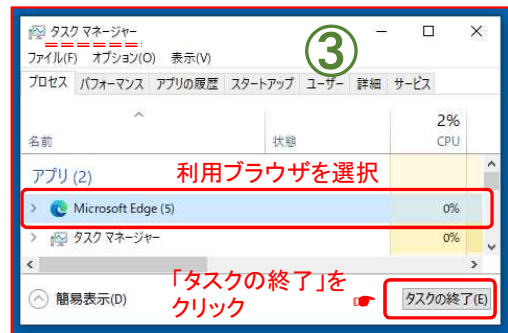 タスク マネージャー
ファイル(F) オプション(O) 表示(V)
③
プロセス パフォーマンス アプリの履歴 スタートアップ ユーザー 詳細 サービス
2%
名前 状態 CPU
アプリ (2)
利用ブラウザを選択
Microsoft Edge (5) 0%
タスク マネージャー 0%
「タスクの終了」を
クリック
簡易表示(D)
☛
タスクの終了(E)